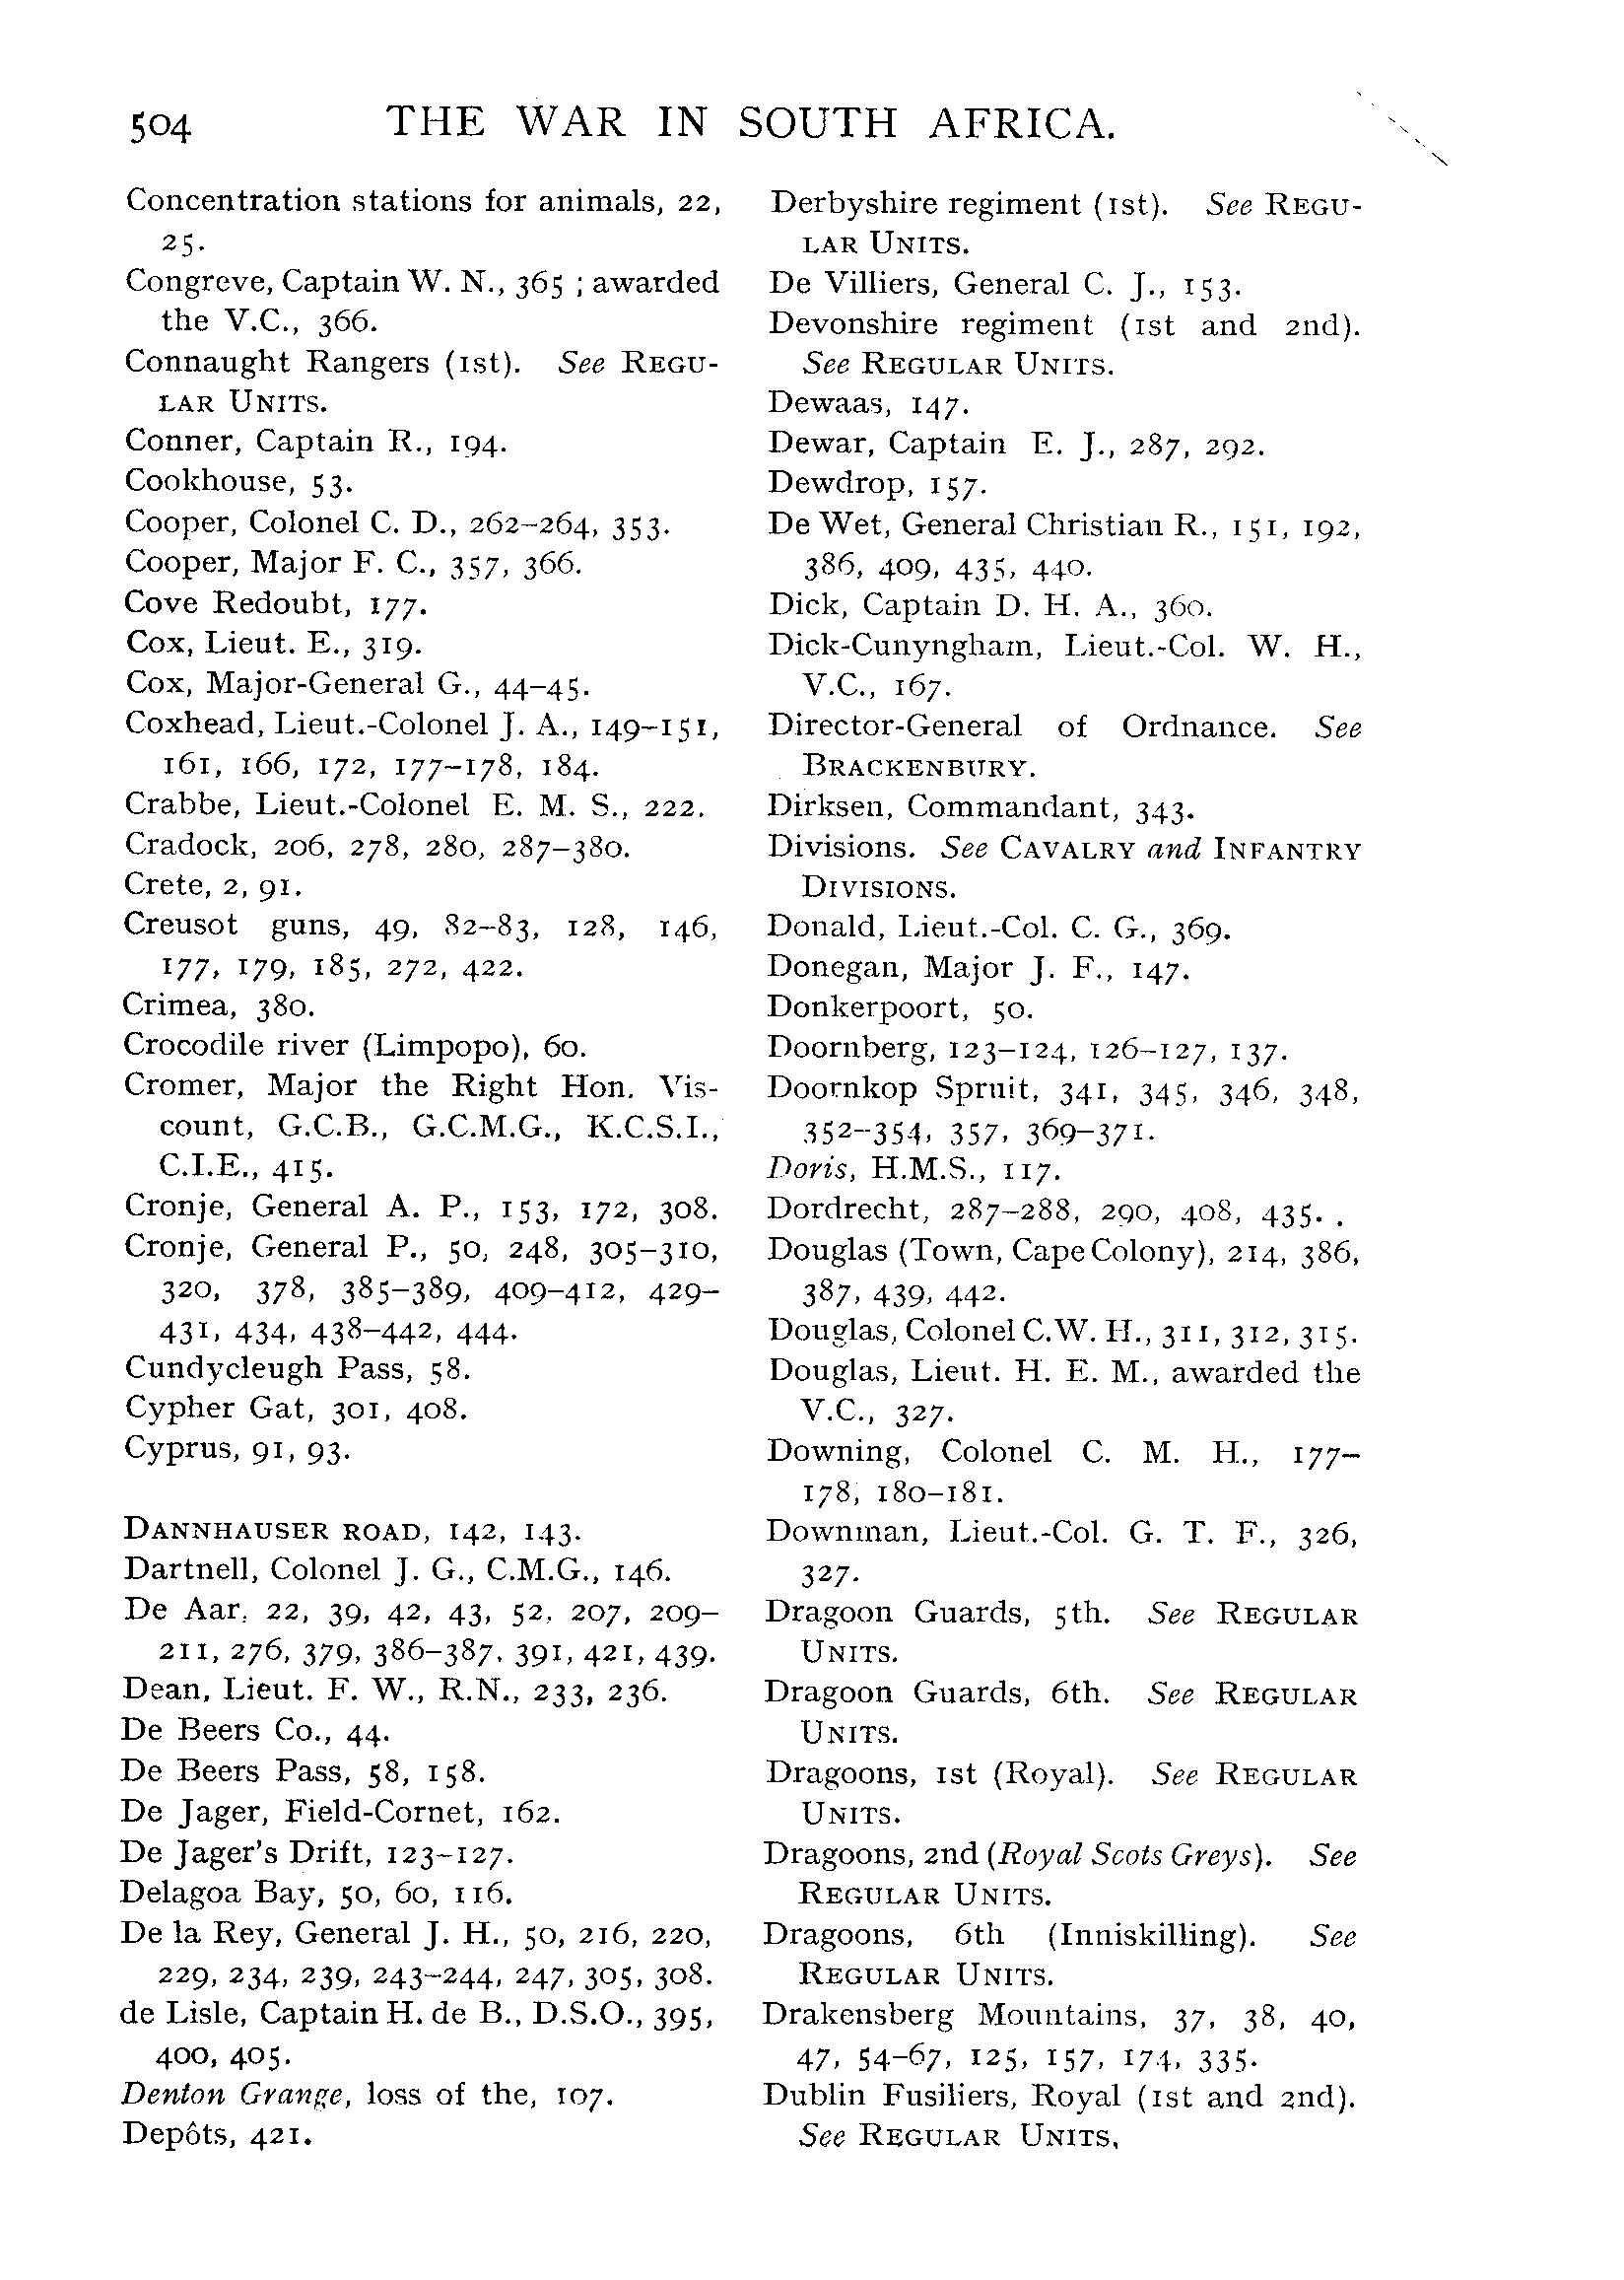 504 THE WAR IN SOUTH AFRICA.
Concentration stations for animals, 22,
25.
Congreve, Captain W. N., 365 ; awarded
the V.C., 366.
Connaught Rangers (1st). See REGU-
LAR UNITS.
Conner, Captain R., 194.
Cookhouse, 53.
Cooper, Colonel C. D., 262–264, 353.
Cooper, Major F. C., 357, 366.
Cove Redoubt, 177.
Cox, Lieut. E., 319.
Cox, Major-General G., 44–45.
Coxhead, Lieut.-Colonel J. A., 149–151,
161, 166, 172, 177–178, 184.
Crabbe, Lieut.-Colonel E. M. S., 222.
Cradock, 206, 278, 280, 287–380.
Crete, 2, 91.
Creusot guns, 49, 82–83, 128, 146,
177, 179, 185, 272, 422.
Crimea, 380.
Crocodile river (Limpopo), 60.
Cromer, Major the Right Hon. Vis-
count, G.C.B., G.C.M.G., K.C.S.I.,
C.I.E., 415.
Cronje, General A. P., 153, 172, 308.
Cronje, General P., 50, 248, 305–310,
320, 378, 385–389, 409–412, 429–
431, 434, 438–442, 444.
Cundycleugh Pass, 58.
Cypher Gat, 301, 408.
Cyprus, 91, 93.
DANNHAUSER ROAD, 142, 143.
Dartnell, Colonel J. G., C.M.G., 146.
De Aar, 22, 39, 42, 43, 52, 207, 209–
211, 276, 379, 386–387, 391, 421, 439.
Dean, Lieut. F. W., R.N., 233, 236.
De Beers Co., 44.
De Beers Pass, 58, 158.
De Jager, Field-Cornet, 162.
De Jager's Drift, 123–127.
Delagoa Bay, 50, 60, 116.
De la Rey, General J. H., 50, 216, 220,
229, 234, 239, 243–244, 247, 305, 308.
de Lisle, Captain H. de B., D.S.O., 395,
400, 405.
Denton Grange, loss of the, 107.
Depôts, 421.
Derbyshire regiment (1st). See REGU-
LAR UNITS.
De Villiers, General C. J., 153.
Devonshire regiment (1st and 2nd).
See REGULAR UNITS.
Dewaas, 147.
Dewar, Captain E. J., 287, 292.
Dewdrop, 157.
De Wet, General Christian R., 151, 192,
386, 409, 435, 440.
Dick, Captain D. H. A., 360.
Dick-Cunyngham, Lieut.-Col. W. H.,
V.C., 167.
Director-General of Ordnance. See
BRACKENBURY.
Dirksen, Commandant, 343.
Divisions. See CAVALRY and INFANTRY
DIVISIONS.
Donald, Lieut.-Col. C. G., 369.
Donegan, Major J. F., 147.
Donkerpoort, 50.
Doornberg, 123–124, 126–127, 137.
Doornkop Spruit, 341, 345, 346, 348,
352–354, 357, 369–371.
Doris, H.M.S., 117.
Dordrecht, 287–288, 290, 408, 435. .
Douglas (Town, Cape Colony), 214, 386,
387, 439, 442.
Douglas, Colonel C.W. H., 311, 312, 315.
Douglas, Lieut. H. E. M., awarded the
V.C., 327.
Downing, Colonel C. M. H., 177–
178, 180–181.
Downman, Lieut.-Col. G. T. F., 326,
327.
Dragoon Guards, 5th. See REGULAR
UNITS.
Dragoon Guards, 6th. See REGULAR
UNITS.
Dragoons, 1st (Royal). See REGULAR
UNITS.
Dragoons, 2nd (Royal Scots Greys). See
REGULAR UNITS.
Dragoons, 6th (Inniskilling). See
REGULAR UNITS.
Drakensberg Mountains, 37, 38, 40,
47, 54–67, 125, 157, 174, 335.
Dublin Fusiliers, Royal (1st and 2nd).
See REGULAR UNITS,